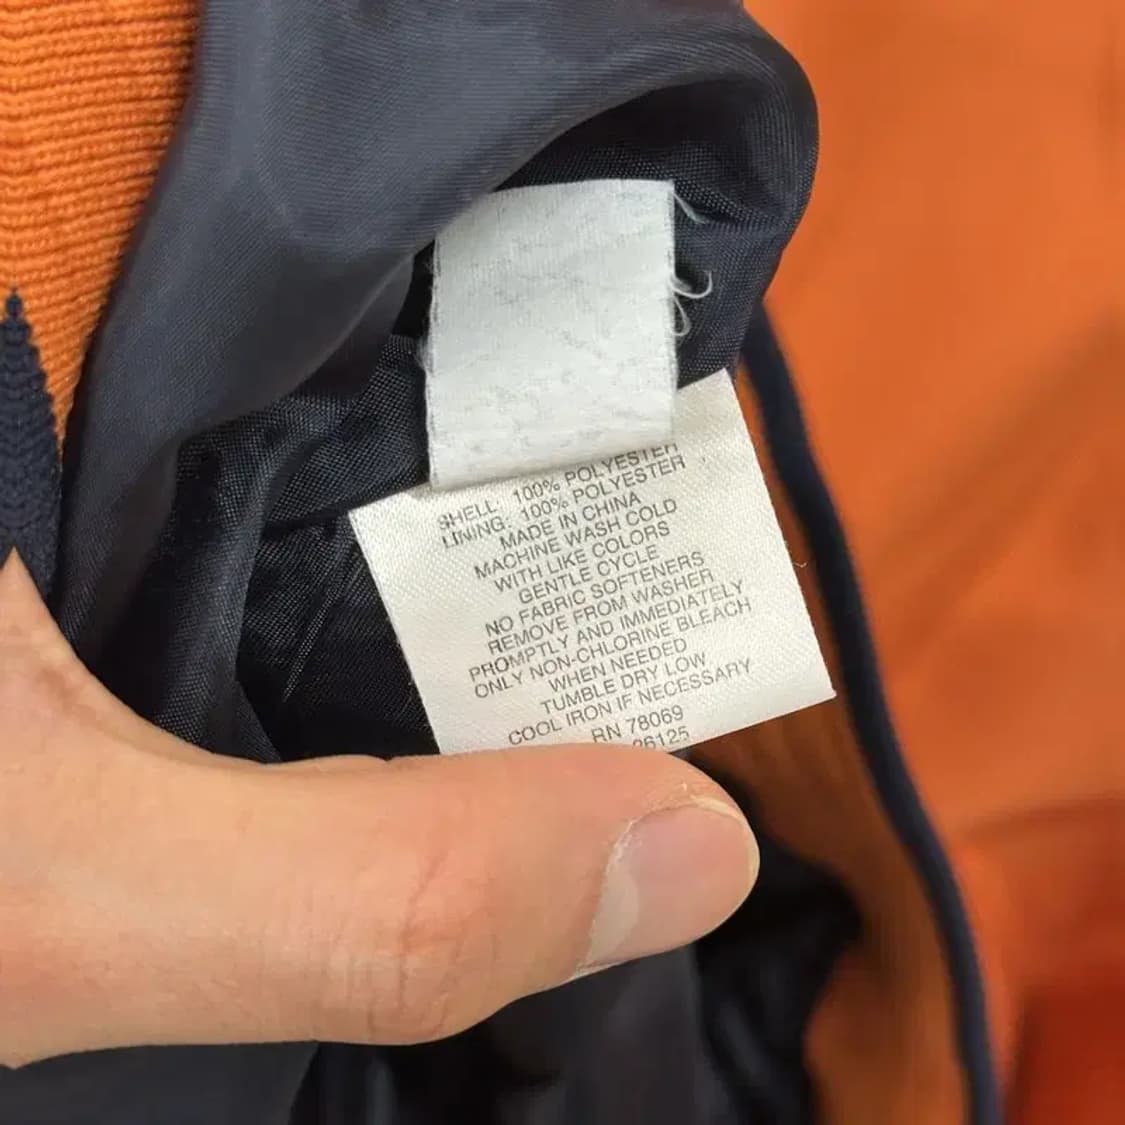 SHELL: 100% POLYESTER
LINING: 100% POLYESTER
MADE IN CHINA
MACHINE WASH COLD
WITH LIKE COLORS
GENTLE CYCLE
NO FABRIC SOFTENERS
REMOVE FROM WASHER
PROMPTLY AND IMMEDIATELY
ONLY NON-CHLORINE BLEACH
WHEN NEEDED
TUMBLE DRY LOW
COOL IRON IF NECESSARY
RN 78069
26125